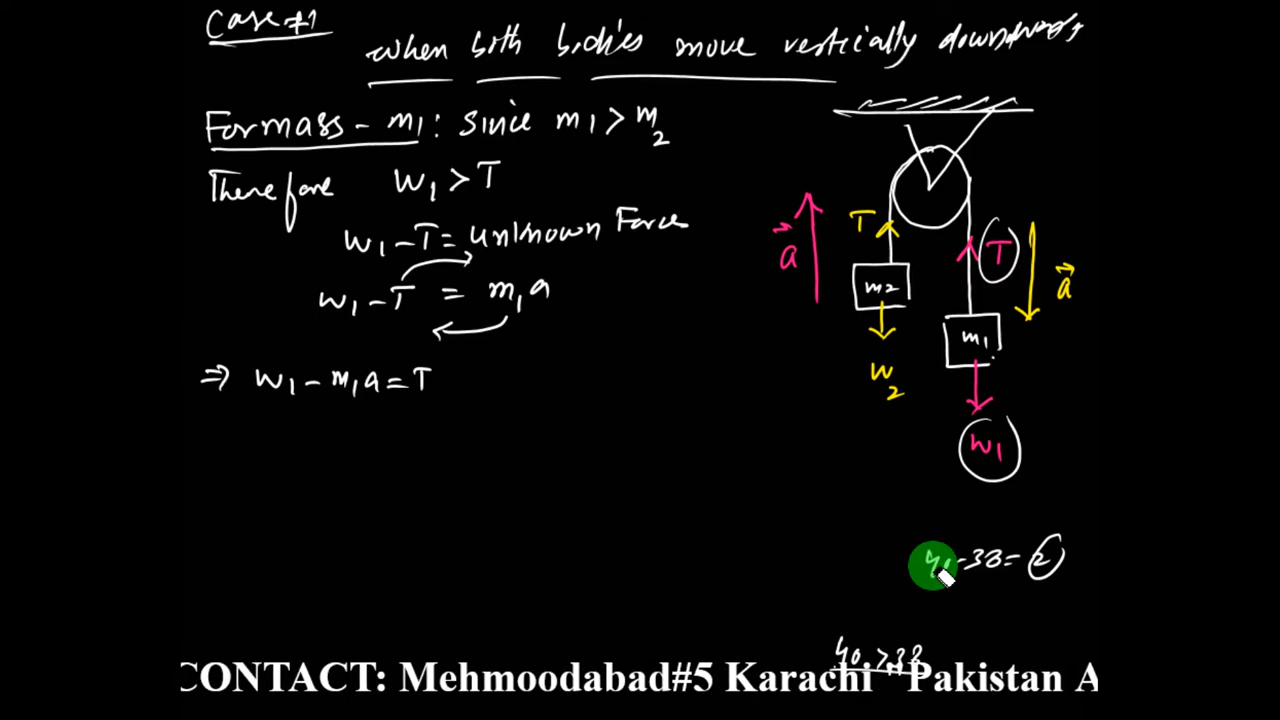 Case #1
when both bodies move vertically downwards
For mass - m1: since m1 > m2
Therefore W1 > T
W1 - T = unknown Force
W1 - T = m1a
⇒ W1 - m1a = T
T
a
T
a
m2
m1
W2
W1
40-38= 2
40 > 38
CONTACT: Mehmoodabad#5 Karachi Pakistan A